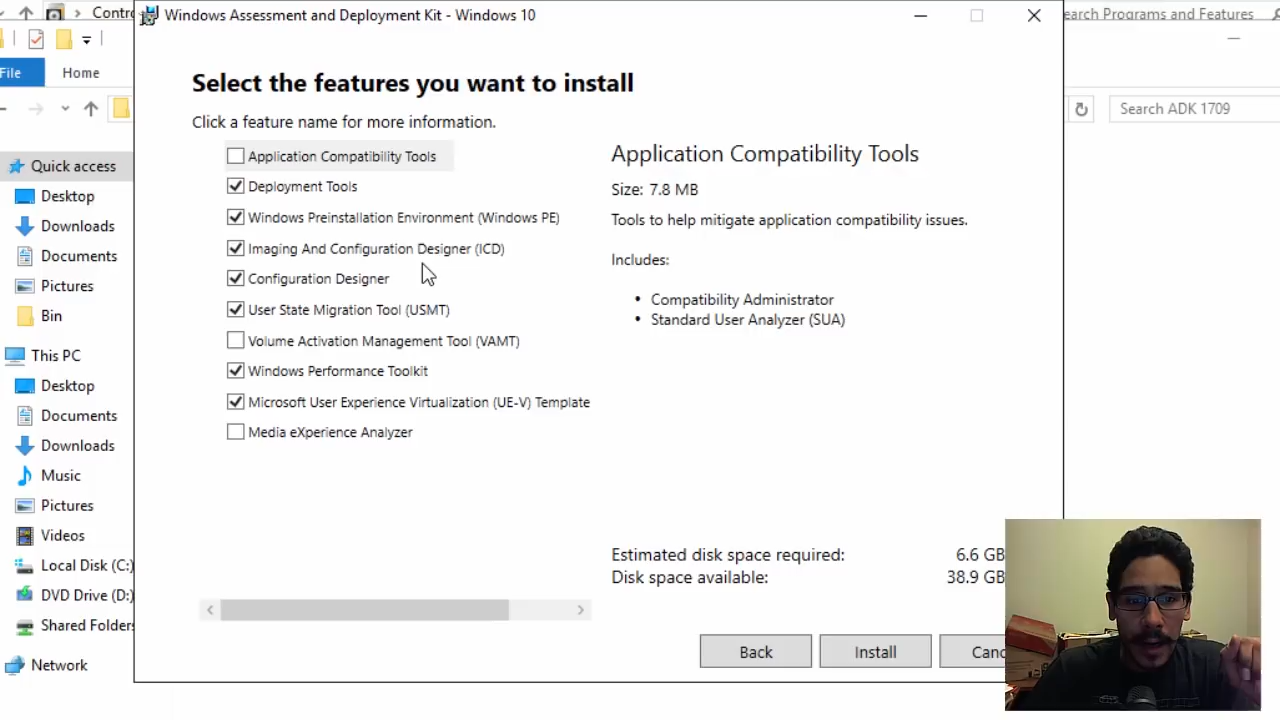 Contro
Windows Assessment and Deployment Kit - Windows 10
earch Programs and Features
File
Home
Search ADK 1709
Select the features you want to install
Click a feature name for more information.
Application Compatibility Tools
Deployment Tools
Windows Preinstallation Environment (Windows PE)
Imaging And Configuration Designer (ICD)
Configuration Designer
User State Migration Tool (USMT)
Volume Activation Management Tool (VAMT)
Windows Performance Toolkit
Microsoft User Experience Virtualization (UE-V) Template
Media eXperience Analyzer
Application Compatibility Tools
Size: 7.8 MB
Tools to help mitigate application compatibility issues.
Includes:
• Compatibility Administrator
• Standard User Analyzer (SUA)
Estimated disk space required: 6.6 GB
Disk space available: 38.9 GB
Back
Install
Canc
Quick access
Desktop
Downloads
Documents
Pictures
Bin
This PC
Desktop
Documents
Downloads
Music
Pictures
Videos
Local Disk (C:)
DVD Drive (D:)
Shared Folders
Network